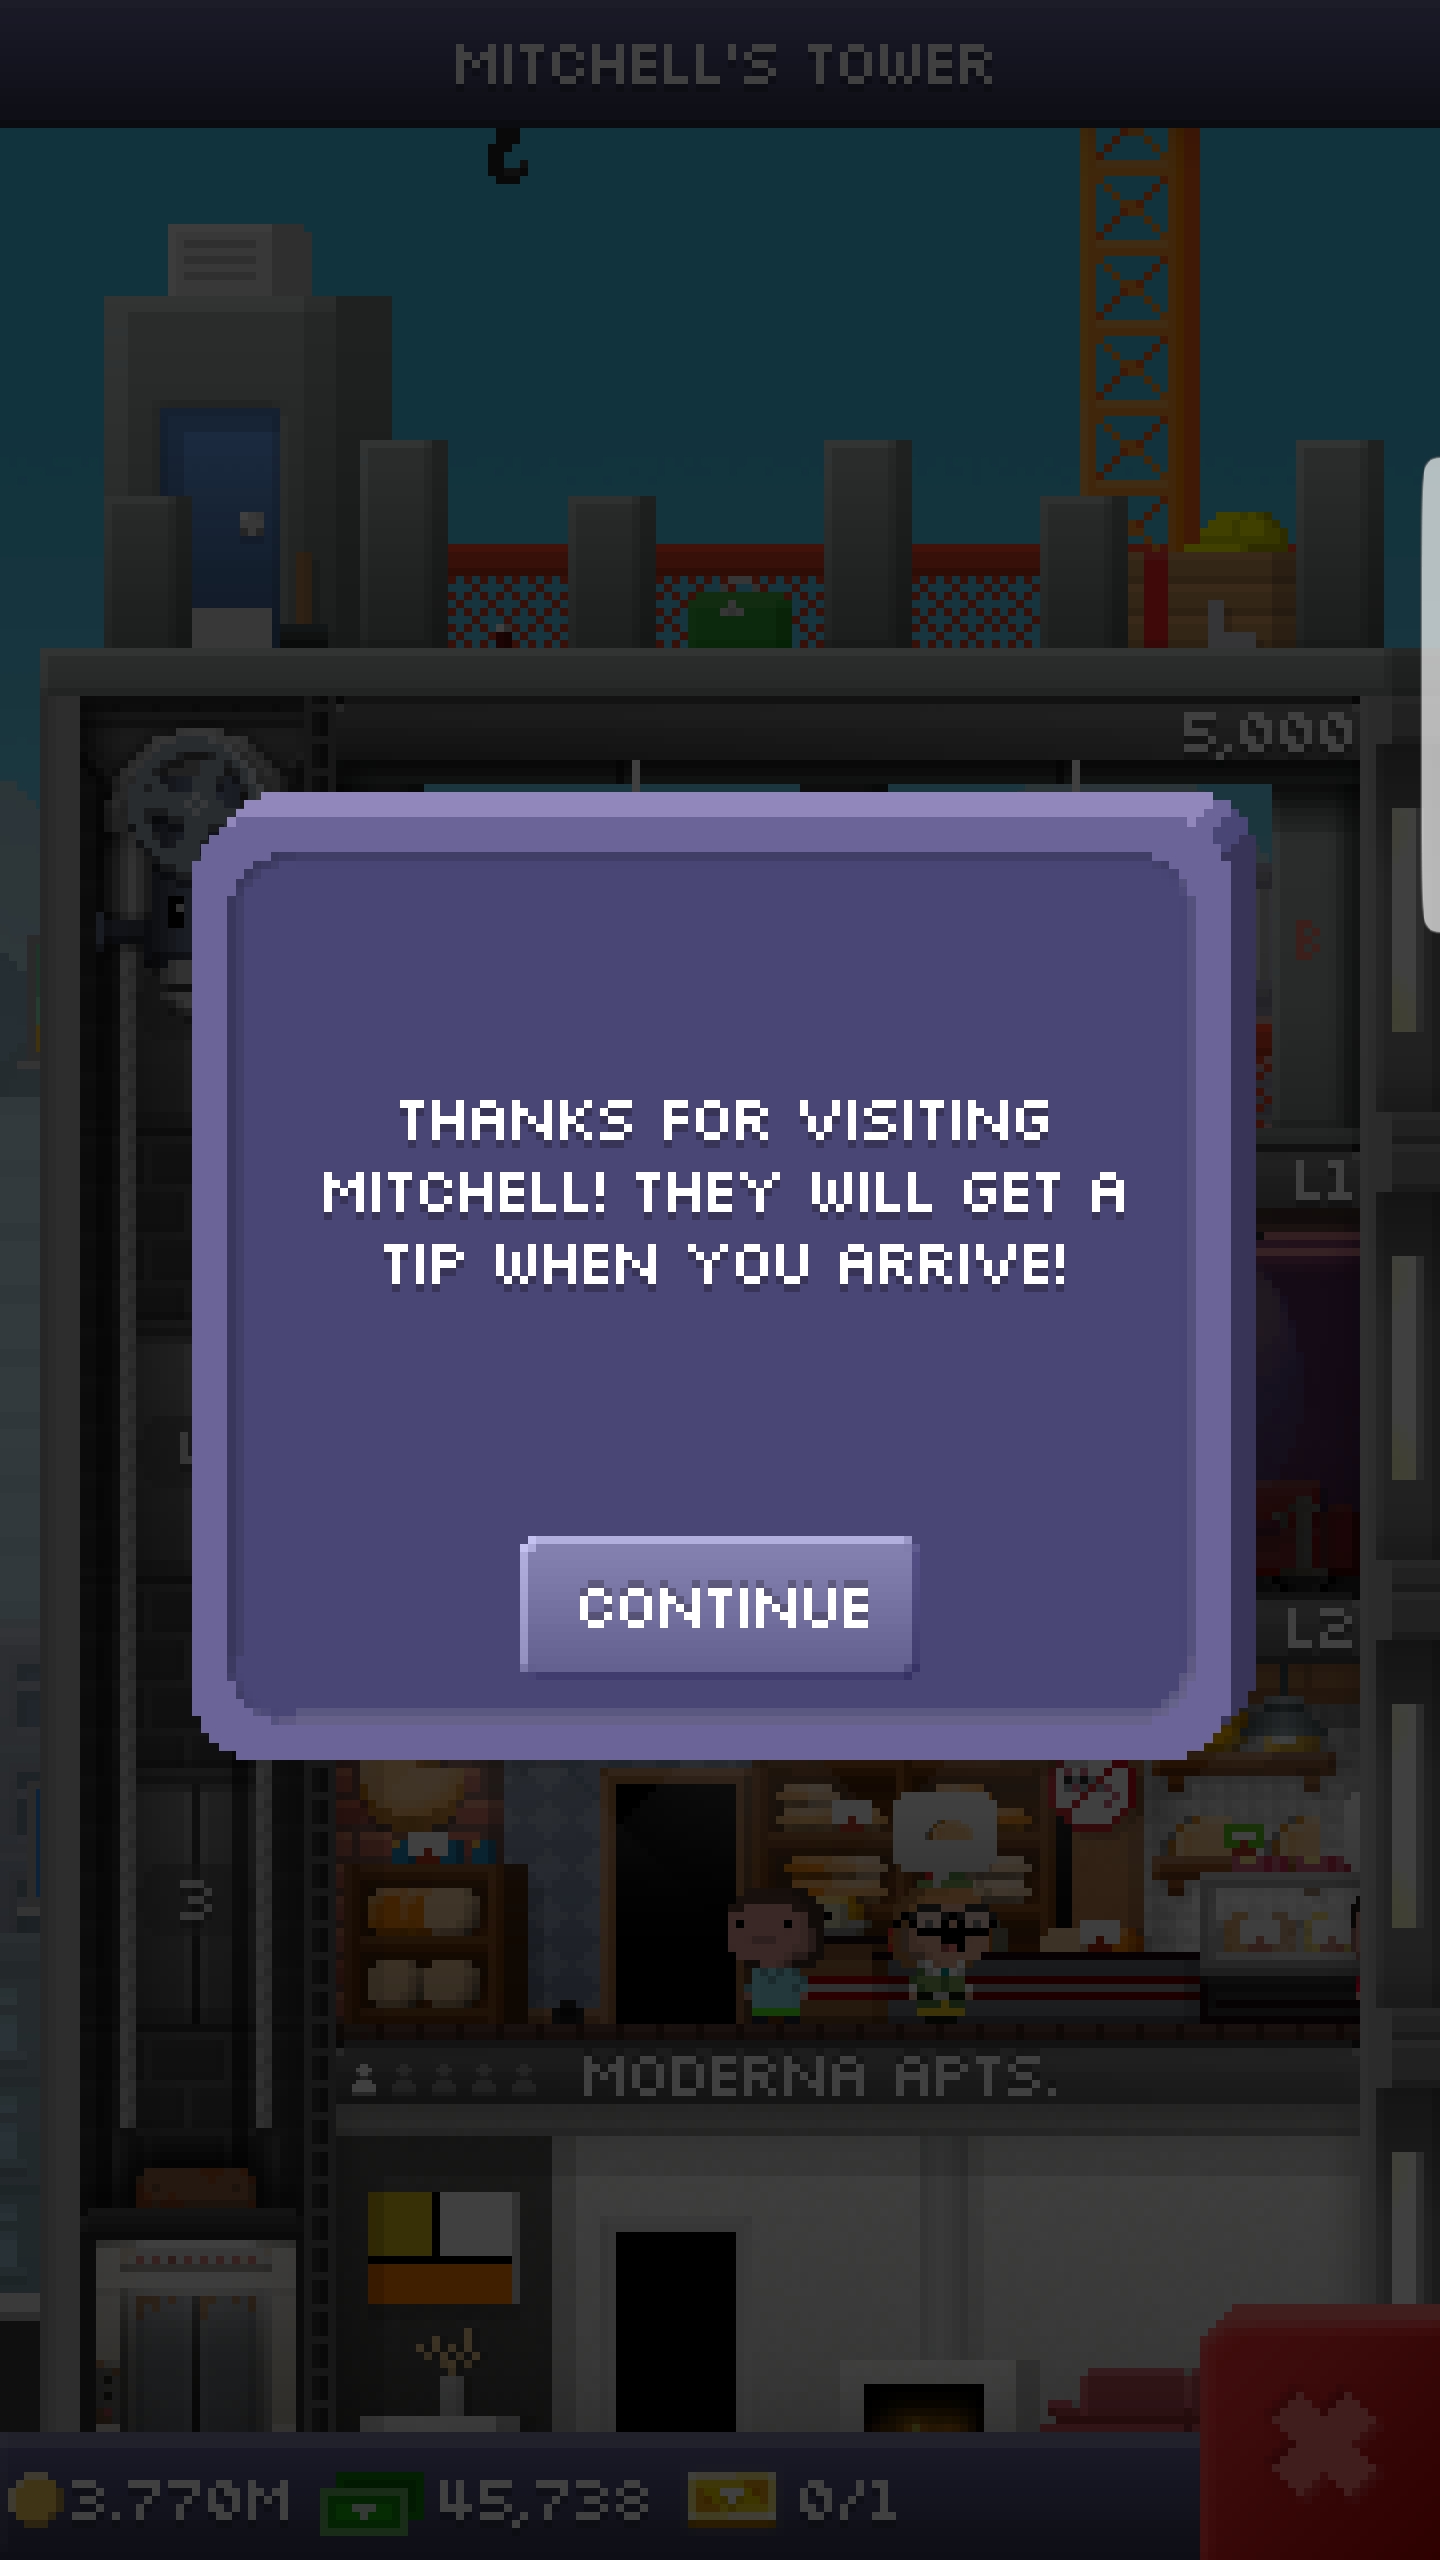 MITCHELL'S TOWER
5,000
B
L1
THANKS FOR VISITING
MITCHELL! THEY WILL GET A
TIP WHEN YOU ARRIVE!
CONTINUE
L2
3
MODERNA APTS.
3.770M 45,738 0/1